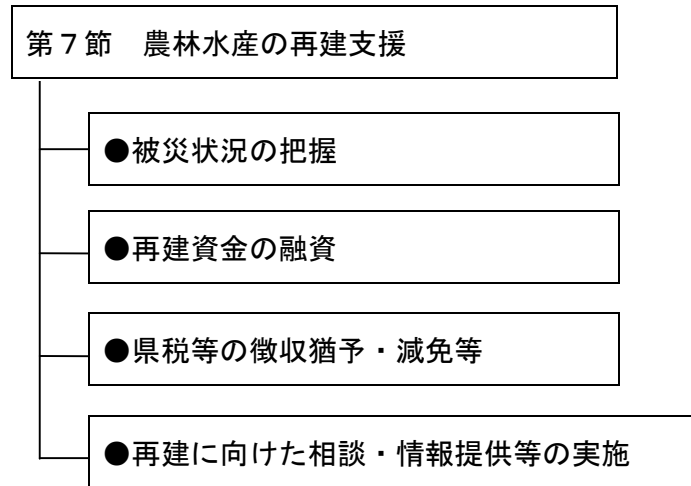 第７節　農林水産の再建支援
●被災状況の把握
●再建資金の融資
●県税等の徴収猶予・減免等
●再建に向けた相談・情報提供等の実施